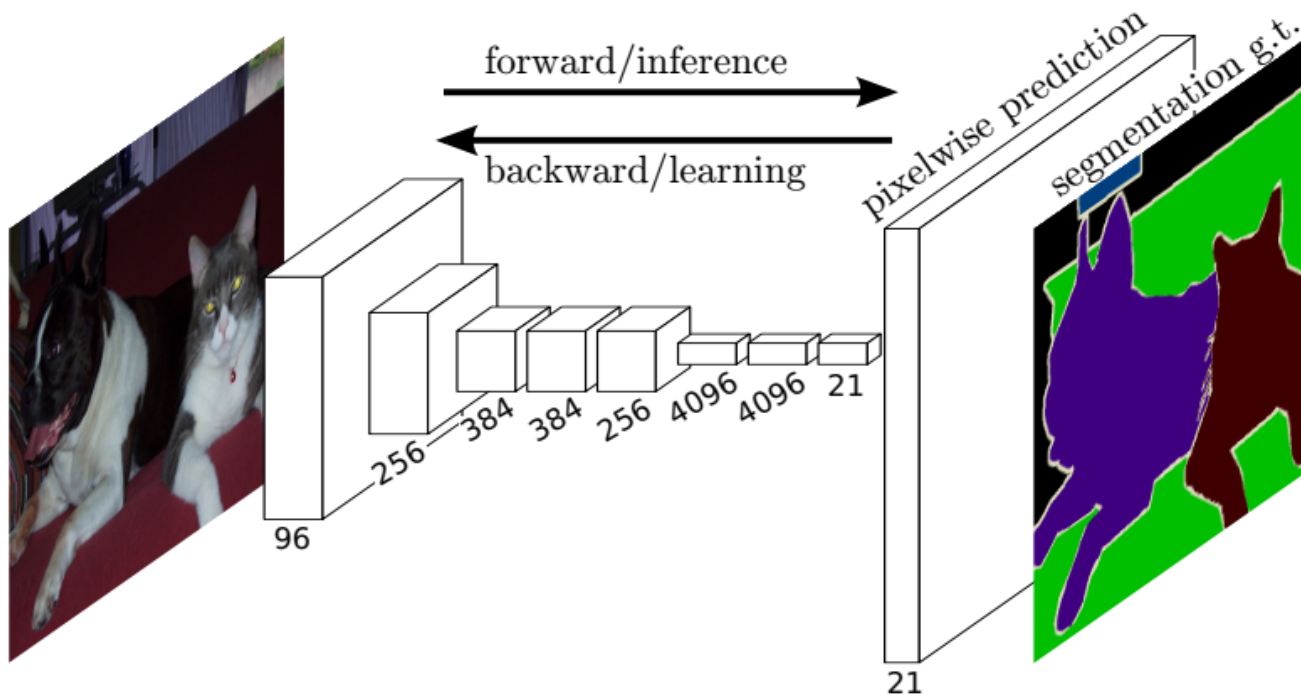 forward/inference
backward/learning
pixelwise prediction
segmentation g.t.
96
256
384
384
256
4096
4096
21
21